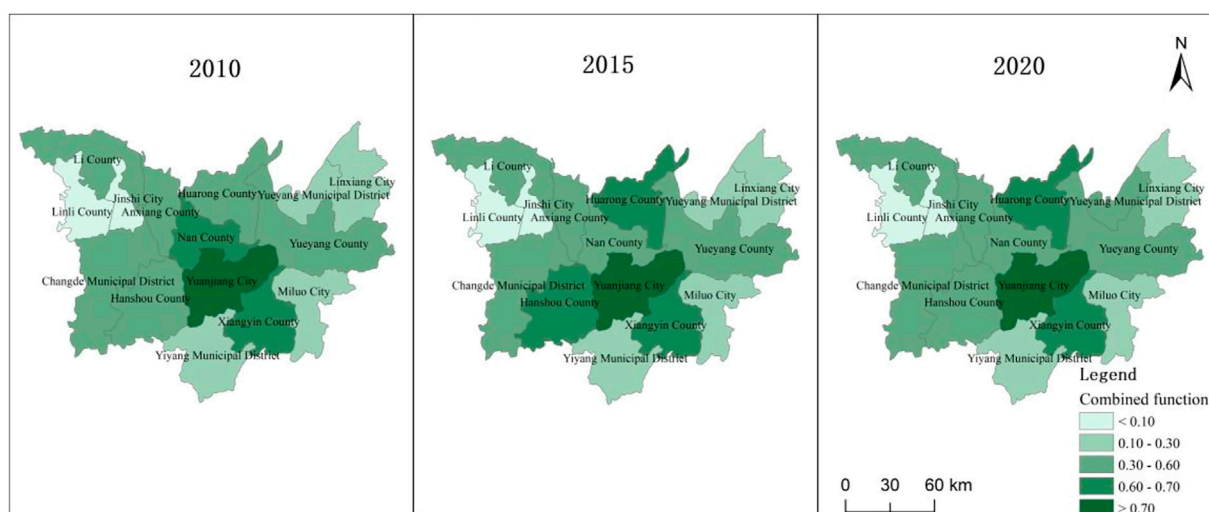 2010
Li County
Huarong County
Linxiang City
Yueyang Municipal District
Jinshi City
Linli County
Anxiang County
Nan County
Yueyang County
Changde Municipal District
Yuanjiang City
Miluo City
Hanshou County
Xiangyin County
Yiyang Municipal District
2015
Li County
Huarong County
Linxiang City
Yueyang Municipal District
Jinshi City
Linli County
Anxiang County
Nan County
Yueyang County
Changde Municipal District
Yuanjiang City
Miluo City
Hanshou County
Xiangyin County
Yiyang Municipal District
2020
N
Li County
Huarong County
Linxiang City
Yueyang Municipal District
Jinshi City
Linli County
Anxiang County
Nan County
Yueyang County
Changde Municipal District
Yuanjiang City
Miluo City
Hanshou County
Xiangyin County
Yiyang Municipal District
Legend
Combined function
< 0.10
0.10 - 0.30
0.30 - 0.60
0.60 - 0.70
> 0.70
0 30 60 km